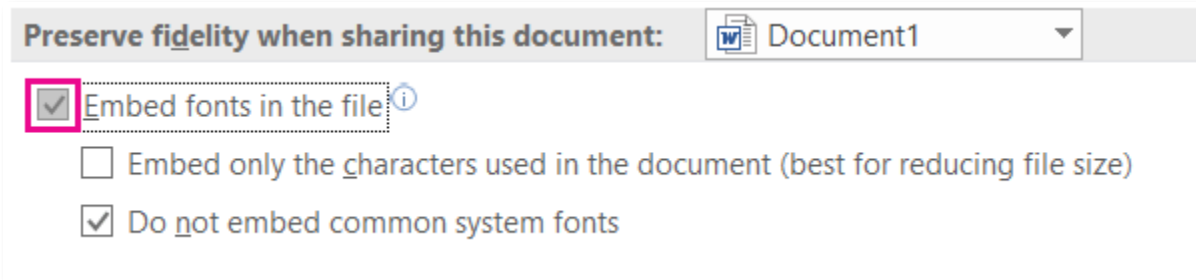 Preserve fidelity when sharing this document: Document1
Embed fonts in the file
Embed only the characters used in the document (best for reducing file size)
Do not embed common system fonts